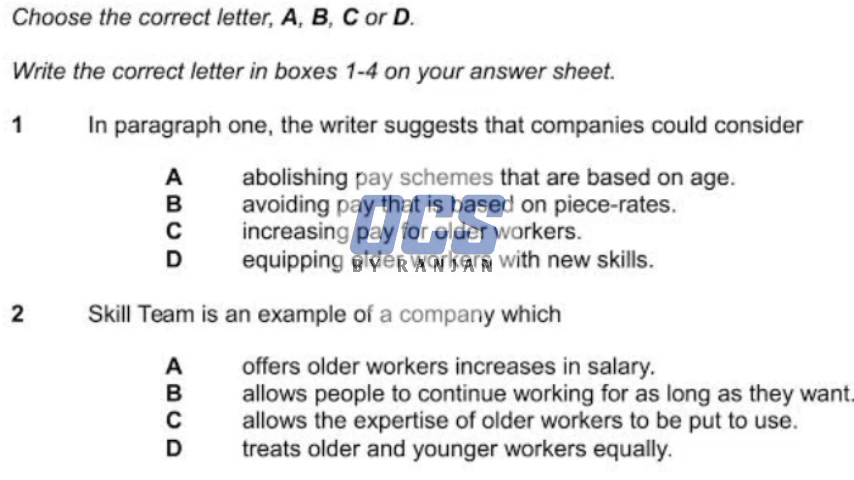 Choose the correct letter, A, B, C or D.
Write the correct letter in boxes 1-4 on your answer sheet.
1 In paragraph one, the writer suggests that companies could consider
A abolishing pay schemes that are based on age.
B avoiding pay that is based on piece-rates.
C increasing pay for older workers.
D equipping older workers with new skills.
OCS
BY RANJAN
2 Skill Team is an example of a company which
A offers older workers increases in salary.
B allows people to continue working for as long as they want.
C allows the expertise of older workers to be put to use.
D treats older and younger workers equally.